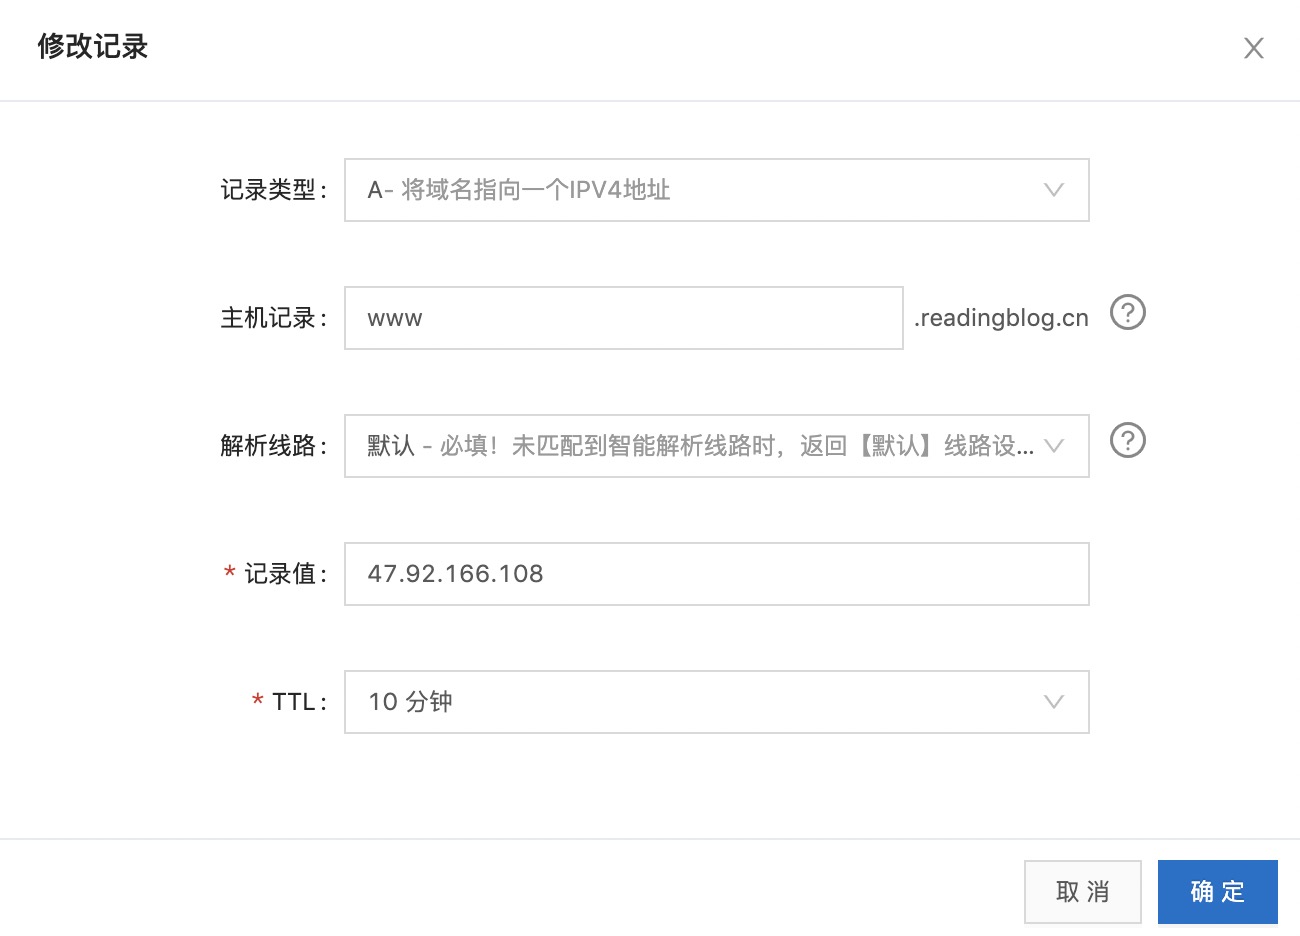 修改记录
记录类型: A- 将域名指向一个IPV4地址
主机记录: www .readingblog.cn
解析线路: 默认 - 必填！未匹配到智能解析线路时，返回【默认】线路设...
* 记录值: 47.92.166.108
* TTL: 10 分钟
取 消 确 定